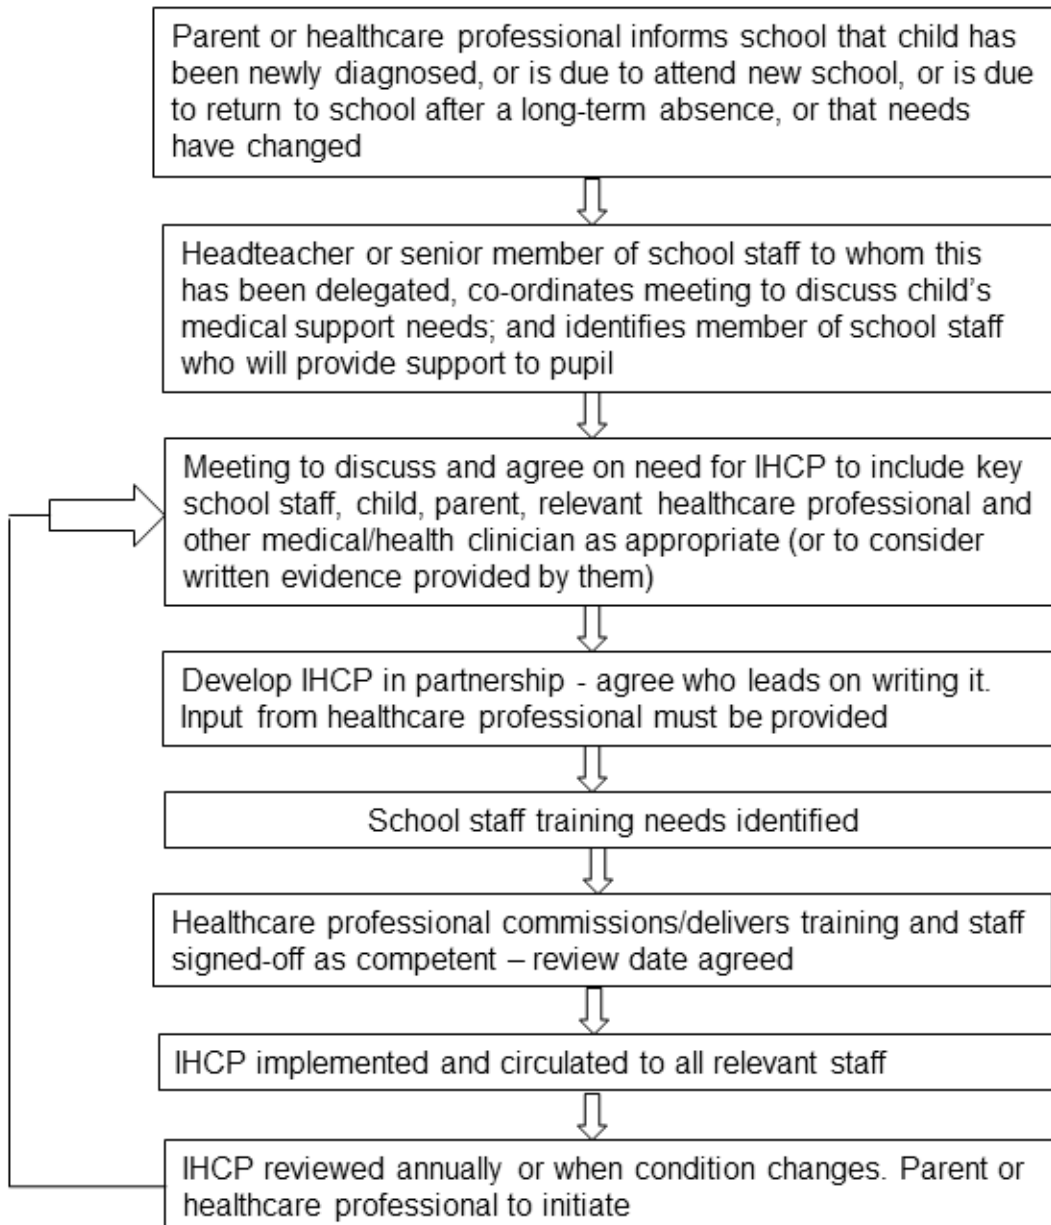 Parent or healthcare professional informs school that child has
been newly diagnosed, or is due to attend new school, or is due
to return to school after a long-term absence, or that needs
have changed
Headteacher or senior member of school staff to whom this
has been delegated, co-ordinates meeting to discuss child's
medical support needs; and identifies member of school staff
who will provide support to pupil
Meeting to discuss and agree on need for IHCP to include key
school staff, child, parent, relevant healthcare professional and
other medical/health clinician as appropriate (or to consider
written evidence provided by them)
Develop IHCP in partnership - agree who leads on writing it.
Input from healthcare professional must be provided
School staff training needs identified
Healthcare professional commissions/delivers training and staff
signed-off as competent – review date agreed
IHCP implemented and circulated to all relevant staff
IHCP reviewed annually or when condition changes. Parent or
healthcare professional to initiate